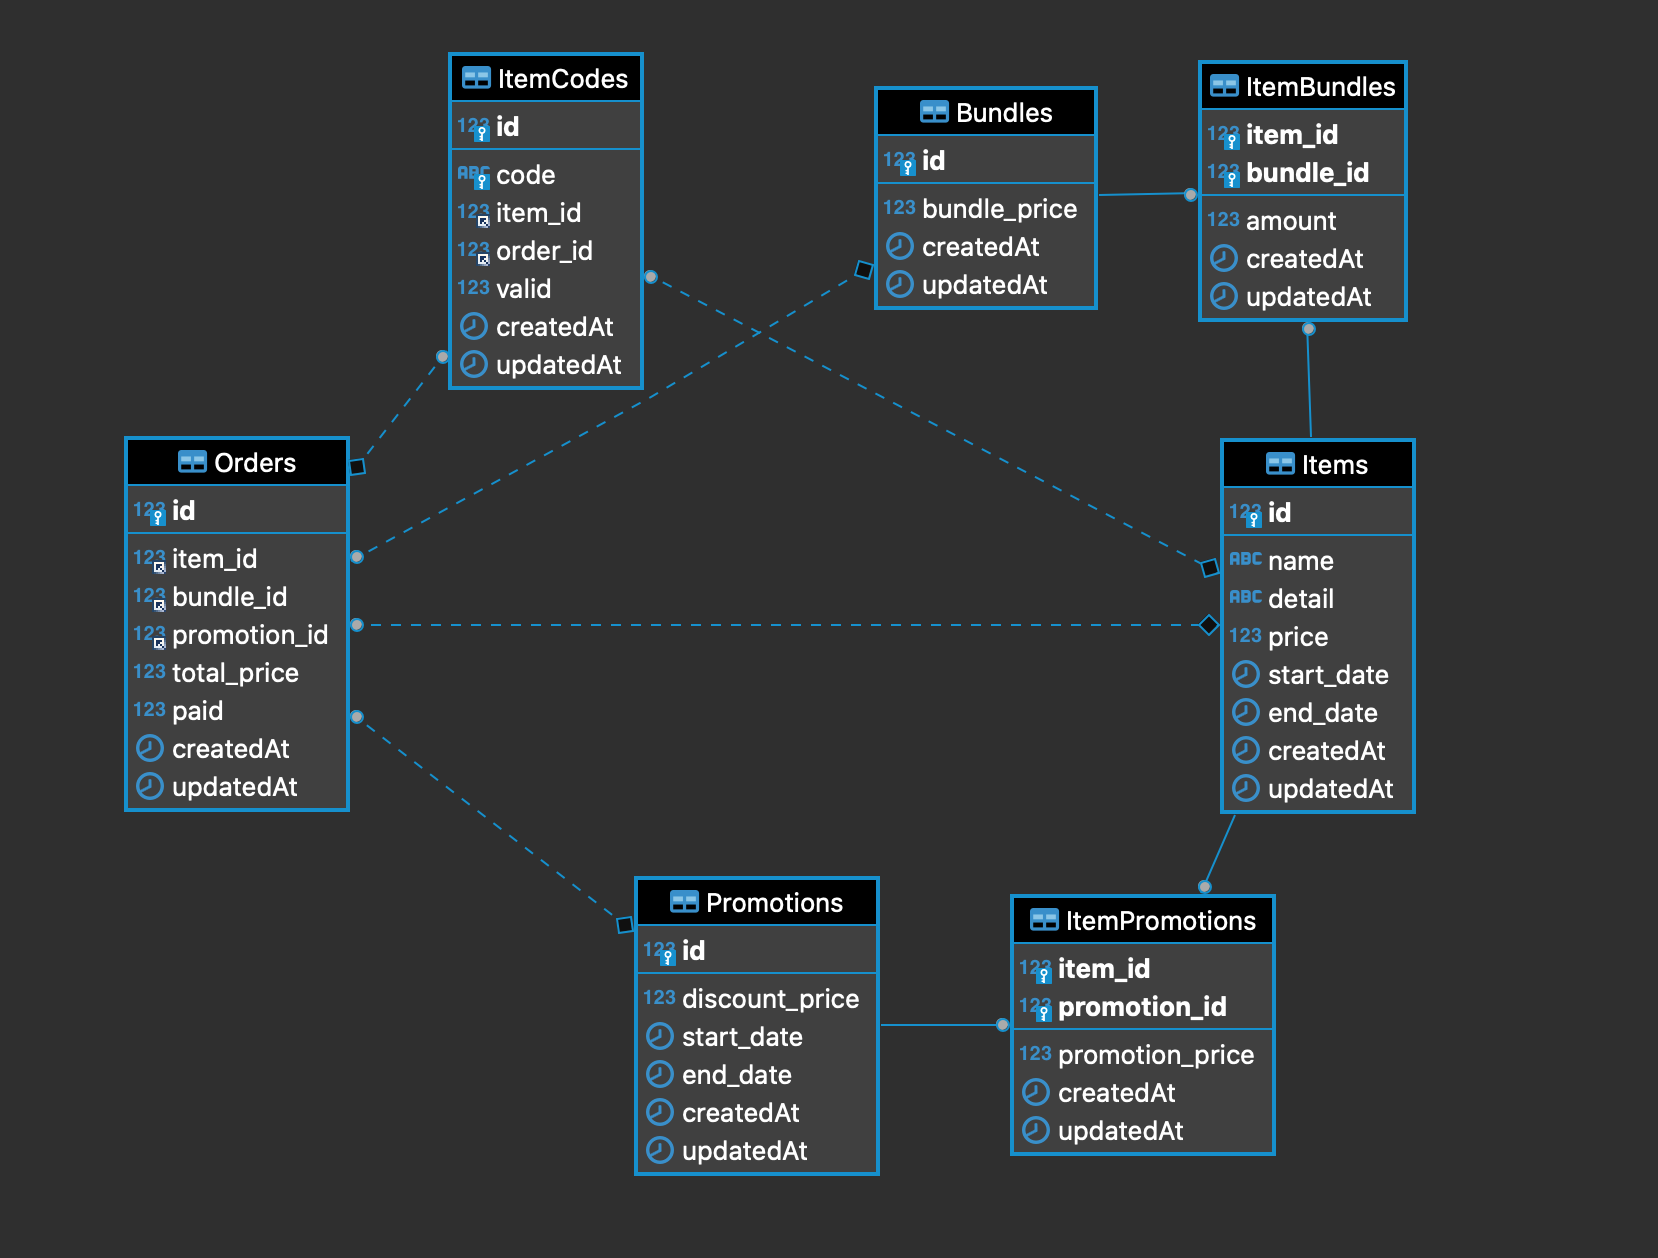 ItemCodes
123 id
ABC code
123 item_id
123 order_id
123 valid
createdAt
updatedAt
Bundles
123 id
123 bundle_price
createdAt
updatedAt
ItemBundles
123 item_id
123 bundle_id
123 amount
createdAt
updatedAt
Orders
123 id
123 item_id
123 bundle_id
123 promotion_id
123 total_price
123 paid
createdAt
updatedAt
Items
123 id
ABC name
ABC detail
123 price
start_date
end_date
createdAt
updatedAt
Promotions
123 id
123 discount_price
start_date
end_date
createdAt
updatedAt
ItemPromotions
123 item_id
123 promotion_id
123 promotion_price
createdAt
updatedAt